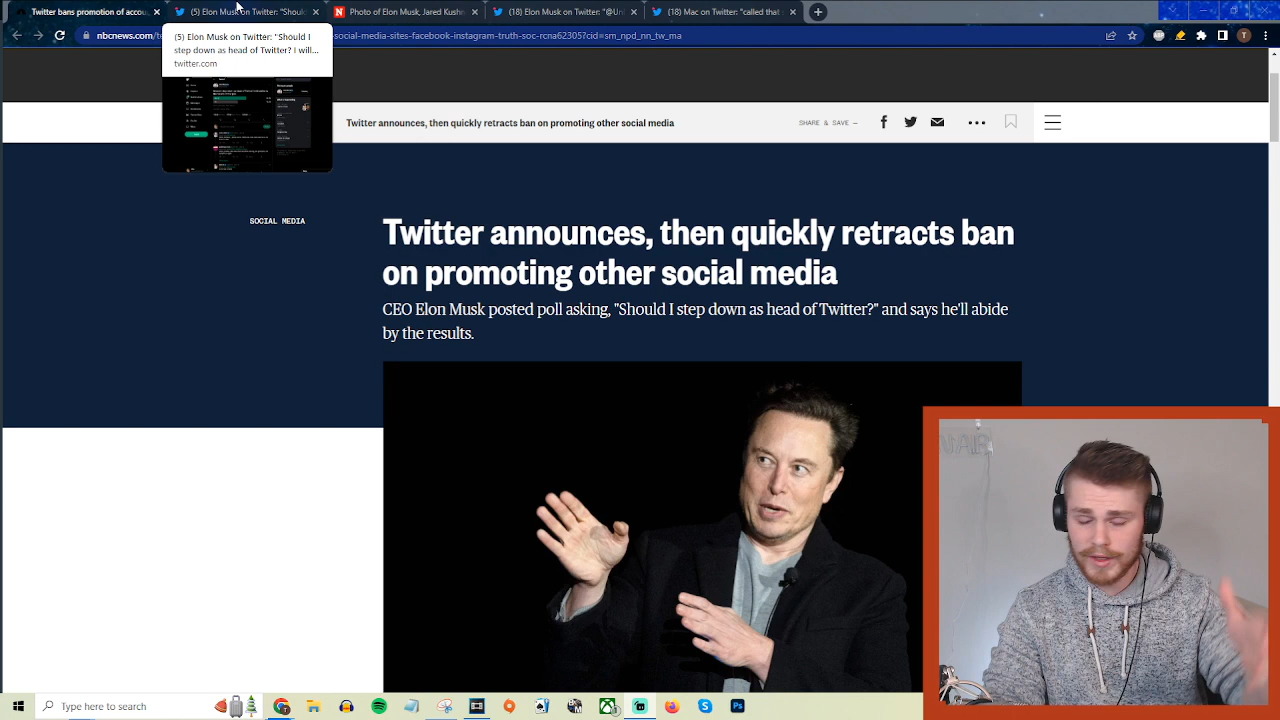 Twitter promotion of accou
(5) Elon Musk on Twitter: "Shoul
Photo of Elon Musk, Jared Kushn
(18) Elon Musk on Twitter: "@Un
(18) Mac on Twitter: "called that
nbcnews.com/te
social-media-sites-facebook-instagram-truth-soc-rcna62300?cid=sm_npd_nn_tw_ma
(5) Elon Musk on Twitter: "Should I
step down as head of Twitter? I will...
twitter.com
Twitter announces, then quickly retracts ban on promoting other social media
SHARE & SAVE —
SOCIAL MEDIA
Twitter announces, then quickly retracts ban
on promoting other social media
CEO Elon Musk posted poll asking, "Should I step down as head of Twitter?" and says he'll abide
by the results.
Type here to search